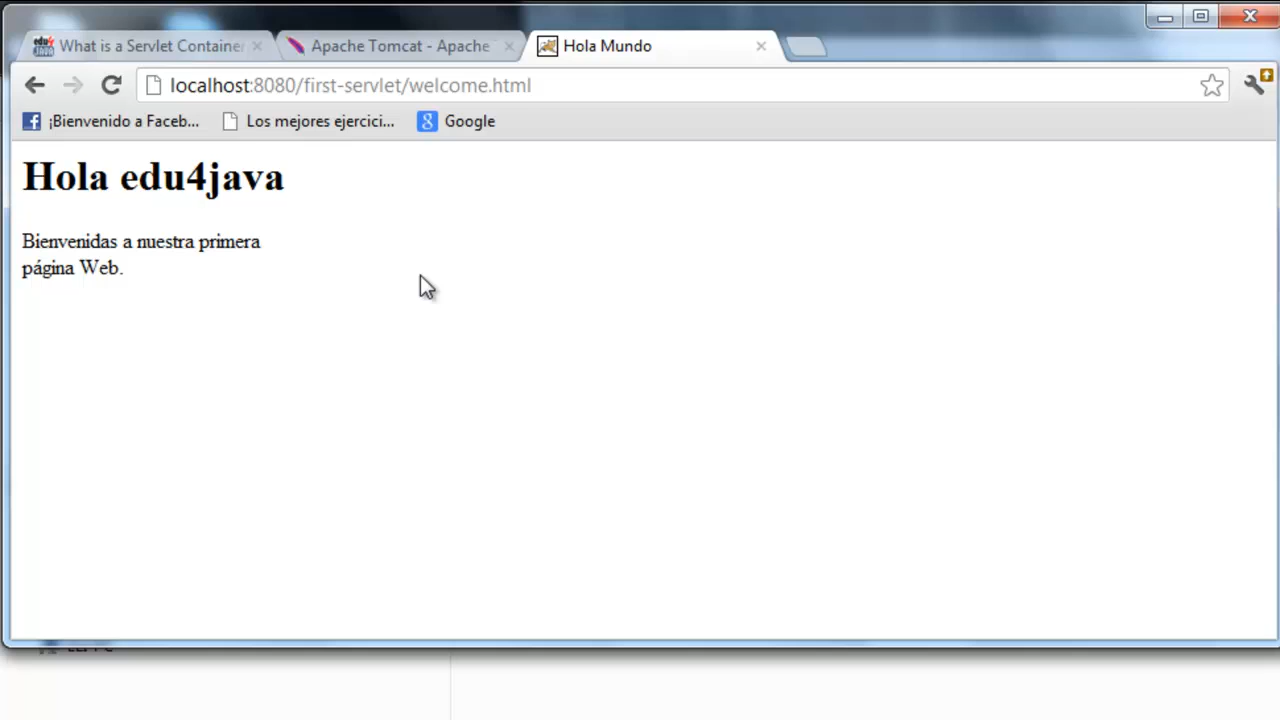 What is a Servlet Container
Apache Tomcat - Apache
Hola Mundo
localhost:8080/first-servlet/welcome.html
¡Bienvenido a Faceb...
Los mejores ejercici...
Google
Hola edu4java
Bienvenidas a nuestra primera
página Web.